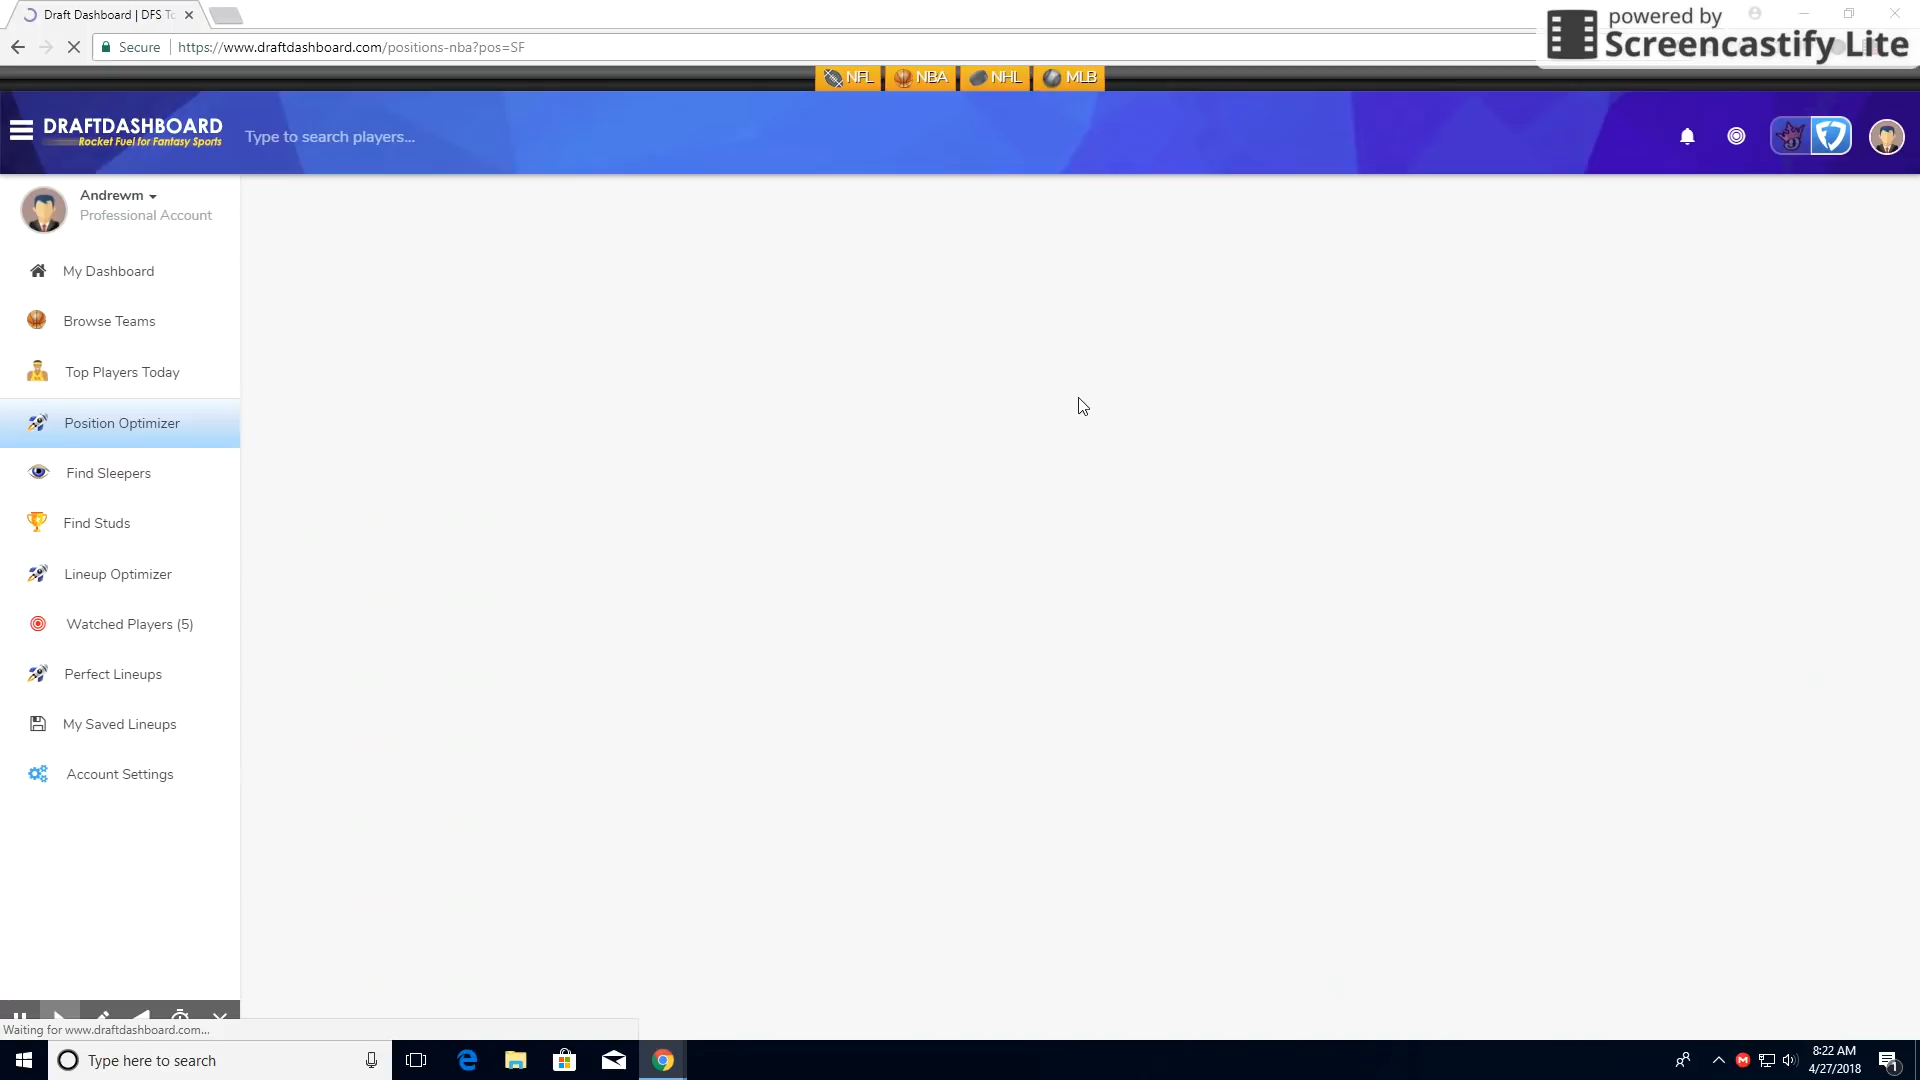 Draft Dashboard | DFS To
powered by
Screencastify Lite
Secure
https://www.draftdashboard.com/positions-nba?pos=SF
NFL
NBA
NHL
MLB
DRAFTDASHBOARD
Rocket Fuel for Fantasy Sports
Type to search players...
Andrewm
Professional Account
My Dashboard
Browse Teams
Top Players Today
Position Optimizer
Find Sleepers
Find Studs
Lineup Optimizer
Watched Players (5)
Perfect Lineups
My Saved Lineups
Account Settings
Waiting for www.draftdashboard.com...
Type here to search
8:22 AM
4/27/2018
1